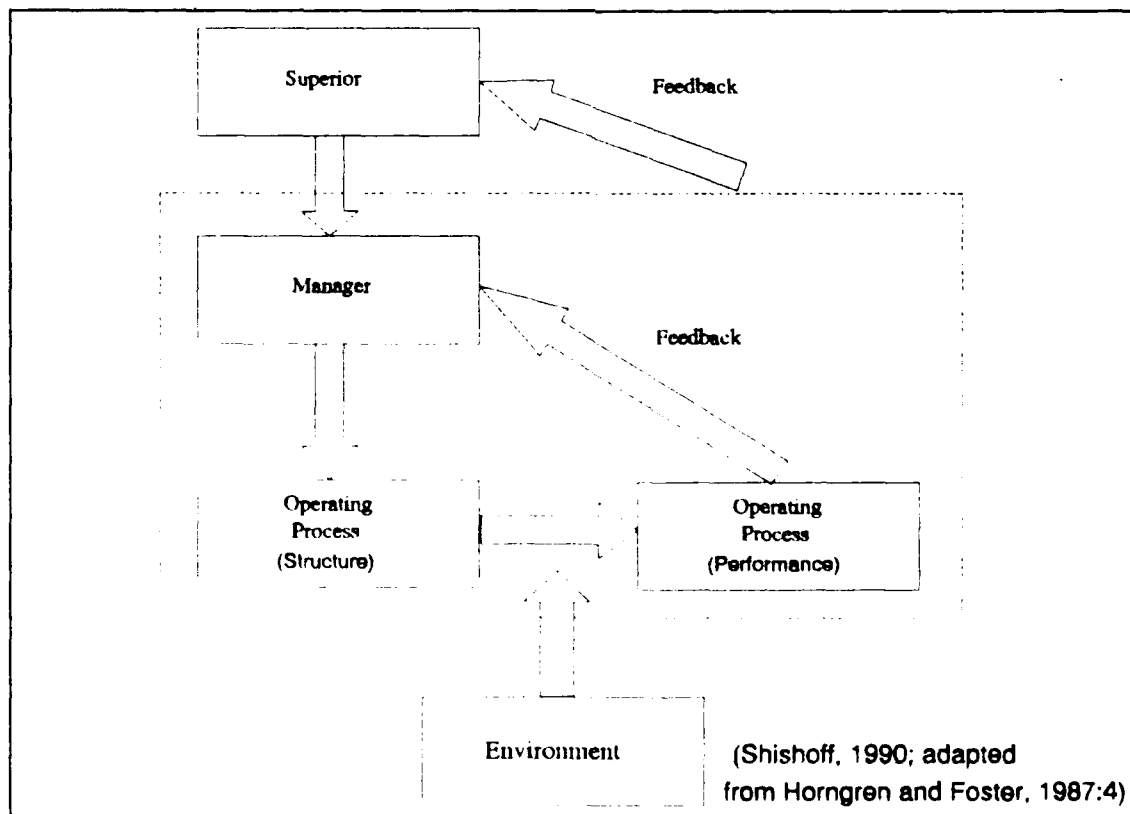 Superior
Feedback
Manager
Feedback
Operating
Process
(Structure)
Operating
Process
(Performance)
Environment
(Shishoff, 1990; adapted
from Horngren and Foster, 1987:4)